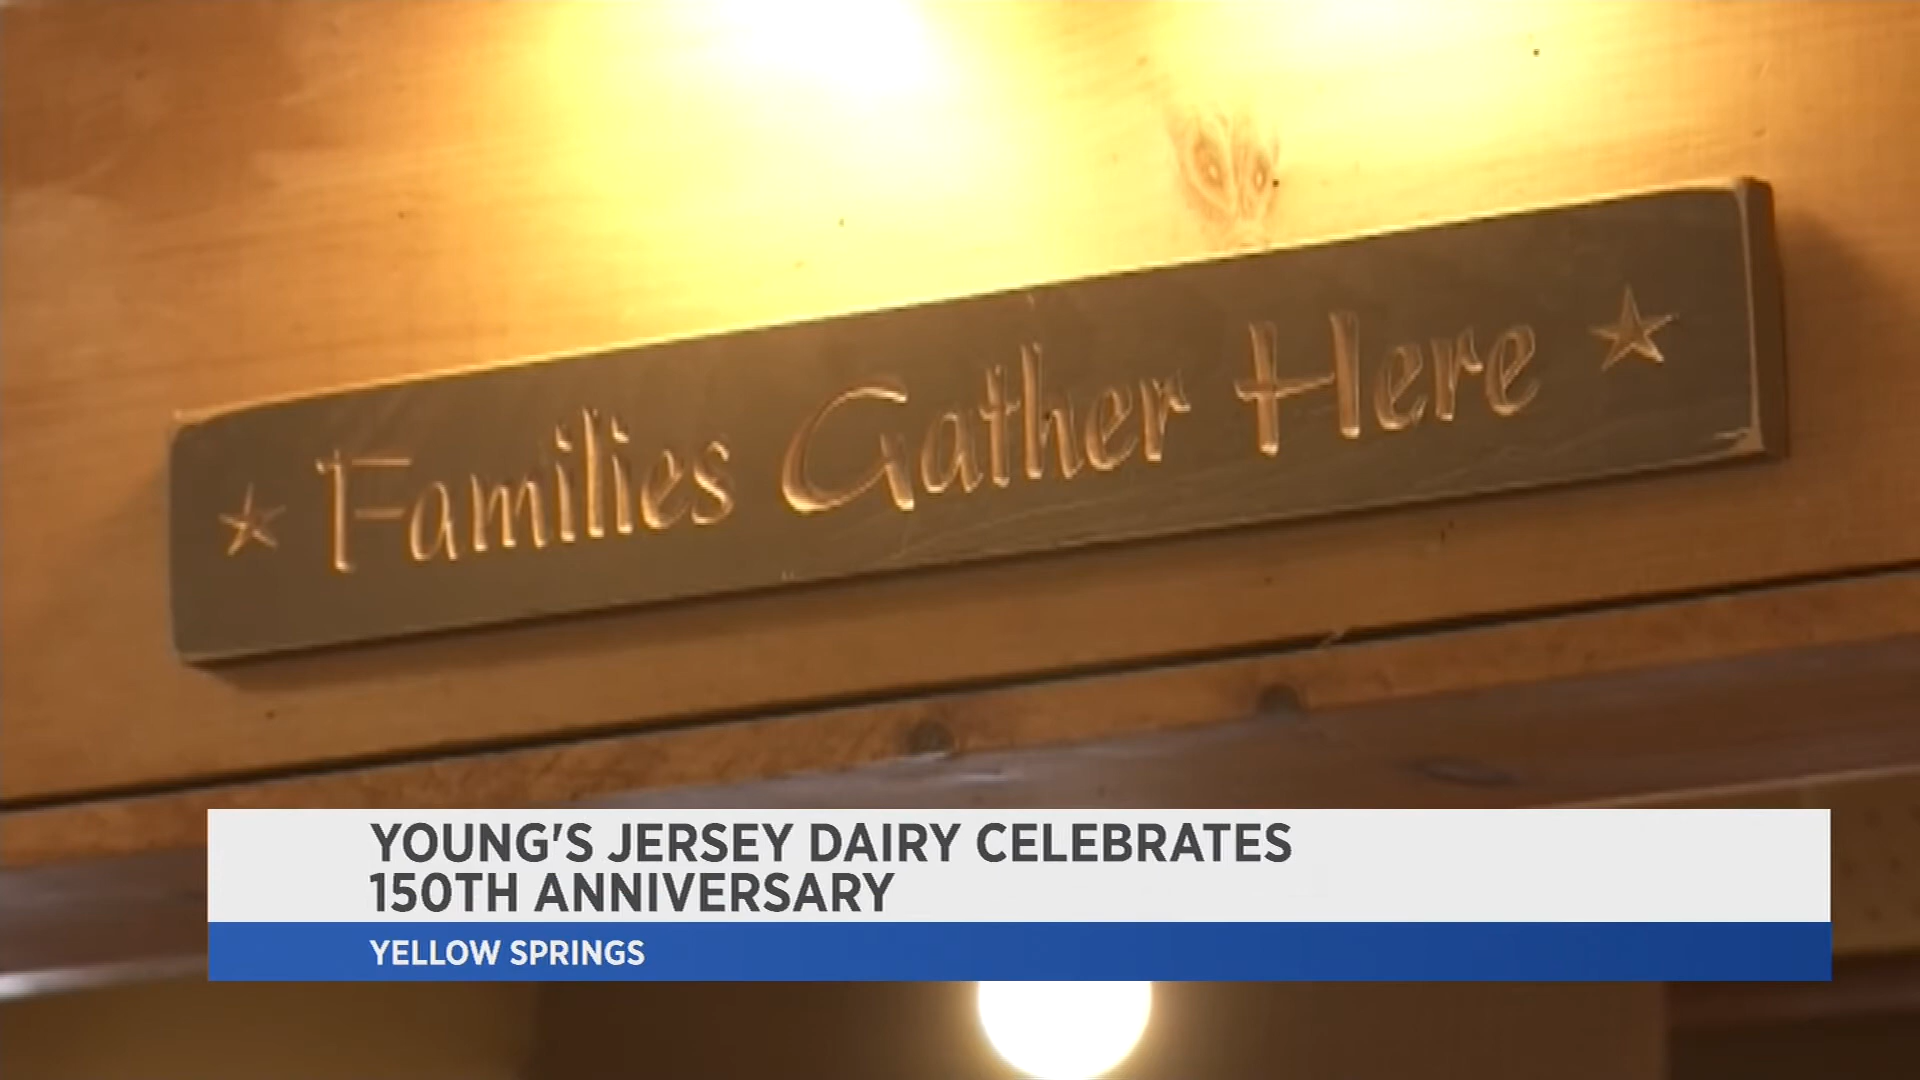 Families Gather Here
YOUNG'S JERSEY DAIRY CELEBRATES
150TH ANNIVERSARY
YELLOW SPRINGS